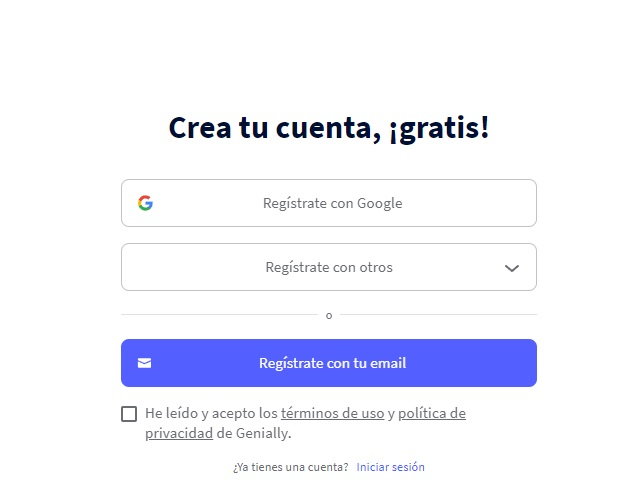 Crea tu cuenta, ¡gratis!
Regístrate con Google
Regístrate con otros
o
Regístrate con tu email
He leído y acepto los términos de uso y política de
privacidad de Genially.
¿Ya tienes una cuenta? Iniciar sesión